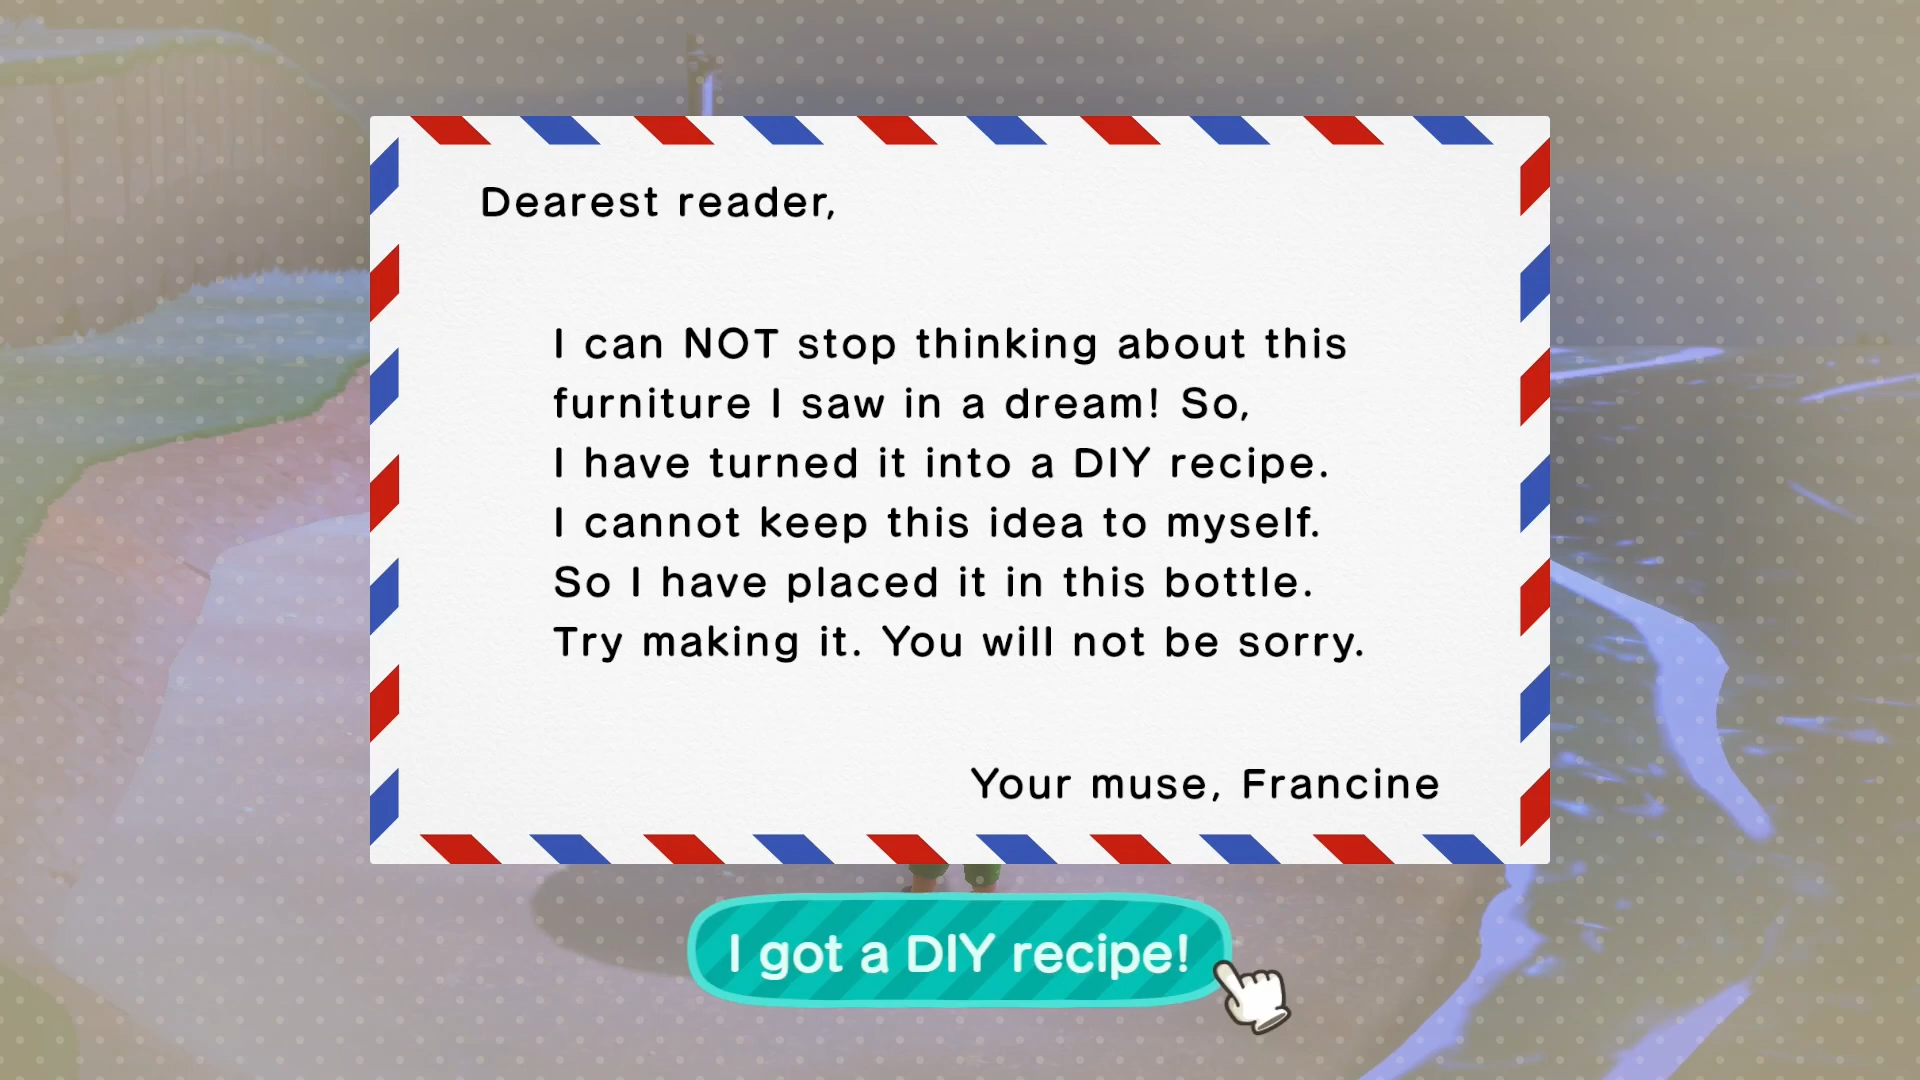 Dearest reader,
I can NOT stop thinking about this
furniture I saw in a dream! So,
I have turned it into a DIY recipe.
I cannot keep this idea to myself.
So I have placed it in this bottle.
Try making it. You will not be sorry.
Your muse, Francine
I got a DIY recipe!